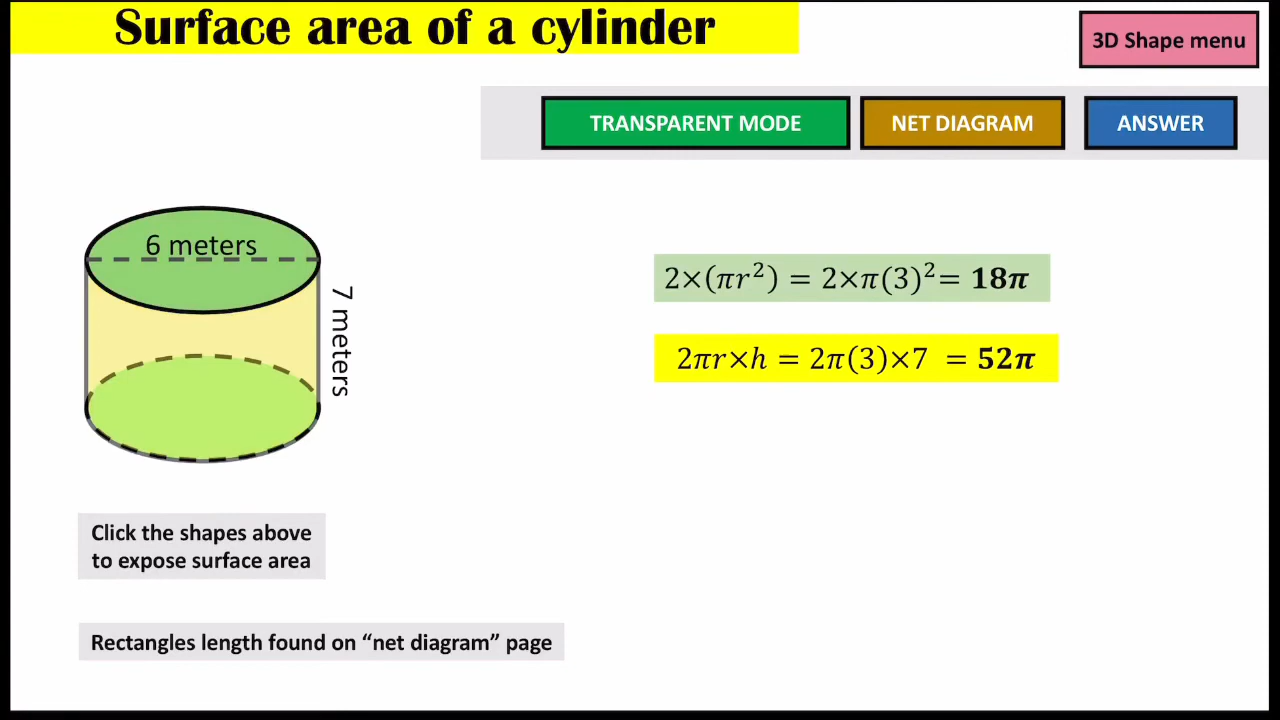 Surface area of a cylinder
3D Shape menu
TRANSPARENT MODE
NET DIAGRAM
ANSWER
6 meters
7 meters
2×(πr²) = 2×π(3)²= 18π
2πr×h = 2π(3)×7 = 52π
Click the shapes above
to expose surface area
Rectangles length found on “net diagram” page